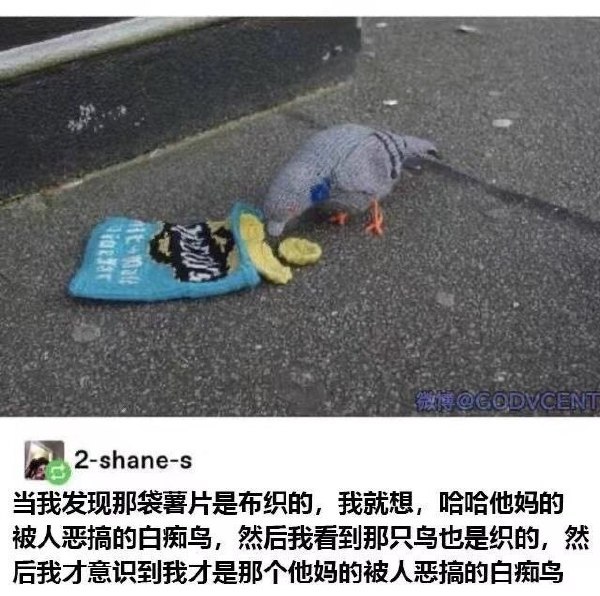 微博@GODVCENT
2-shane-s
当我发现那袋薯片是布织的，我就想，哈哈他妈的
被人恶搞的白痴鸟，然后我看到那只鸟也是织的，然
后我才意识到我才是那个他妈的被人恶搞的白痴鸟